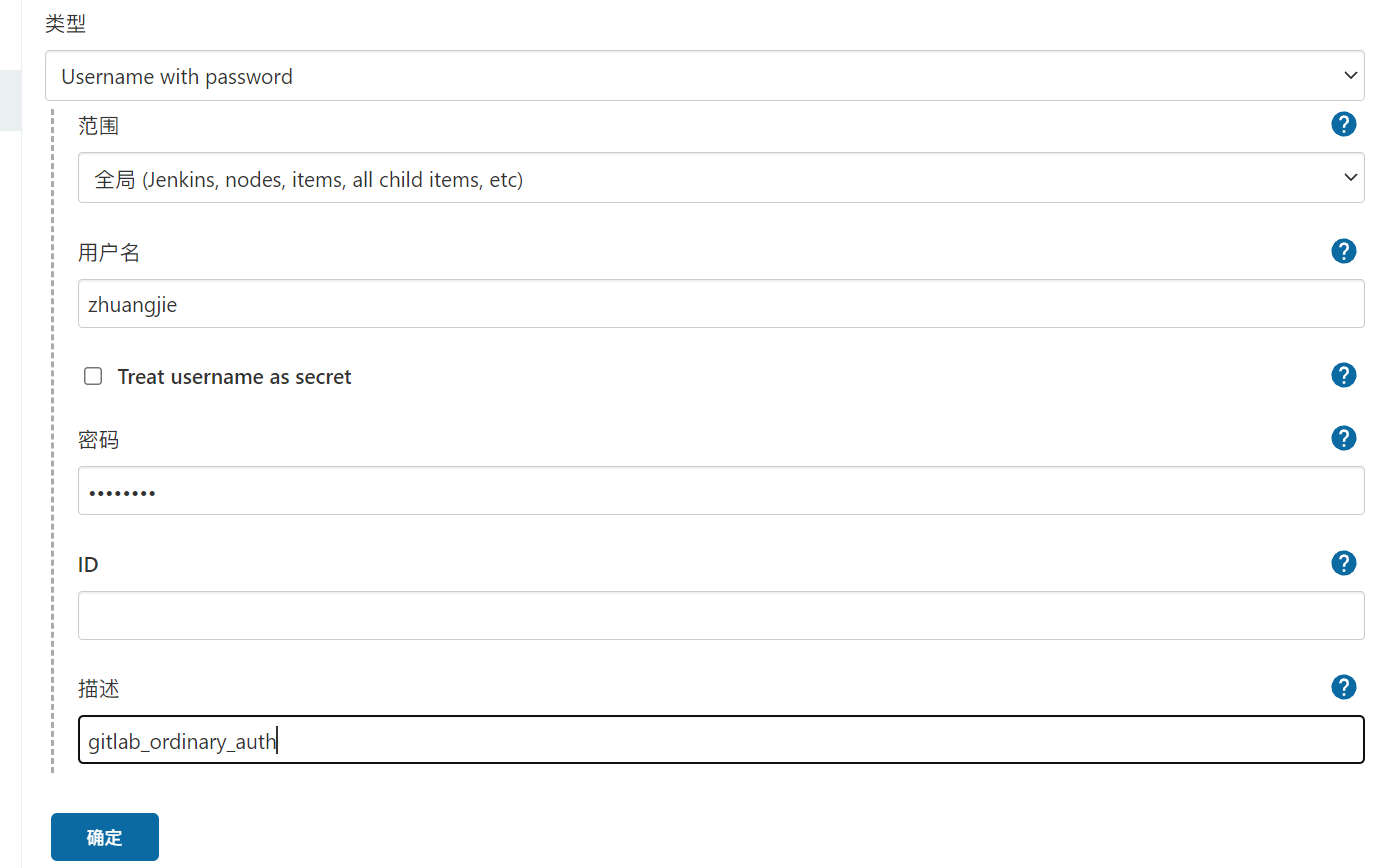 类型
Username with password
范围
全局 (Jenkins, nodes, items, all child items, etc)
用户名
zhuangjie
Treat username as secret
密码
••••••••
ID
描述
gitlab_ordinary_auth
确定